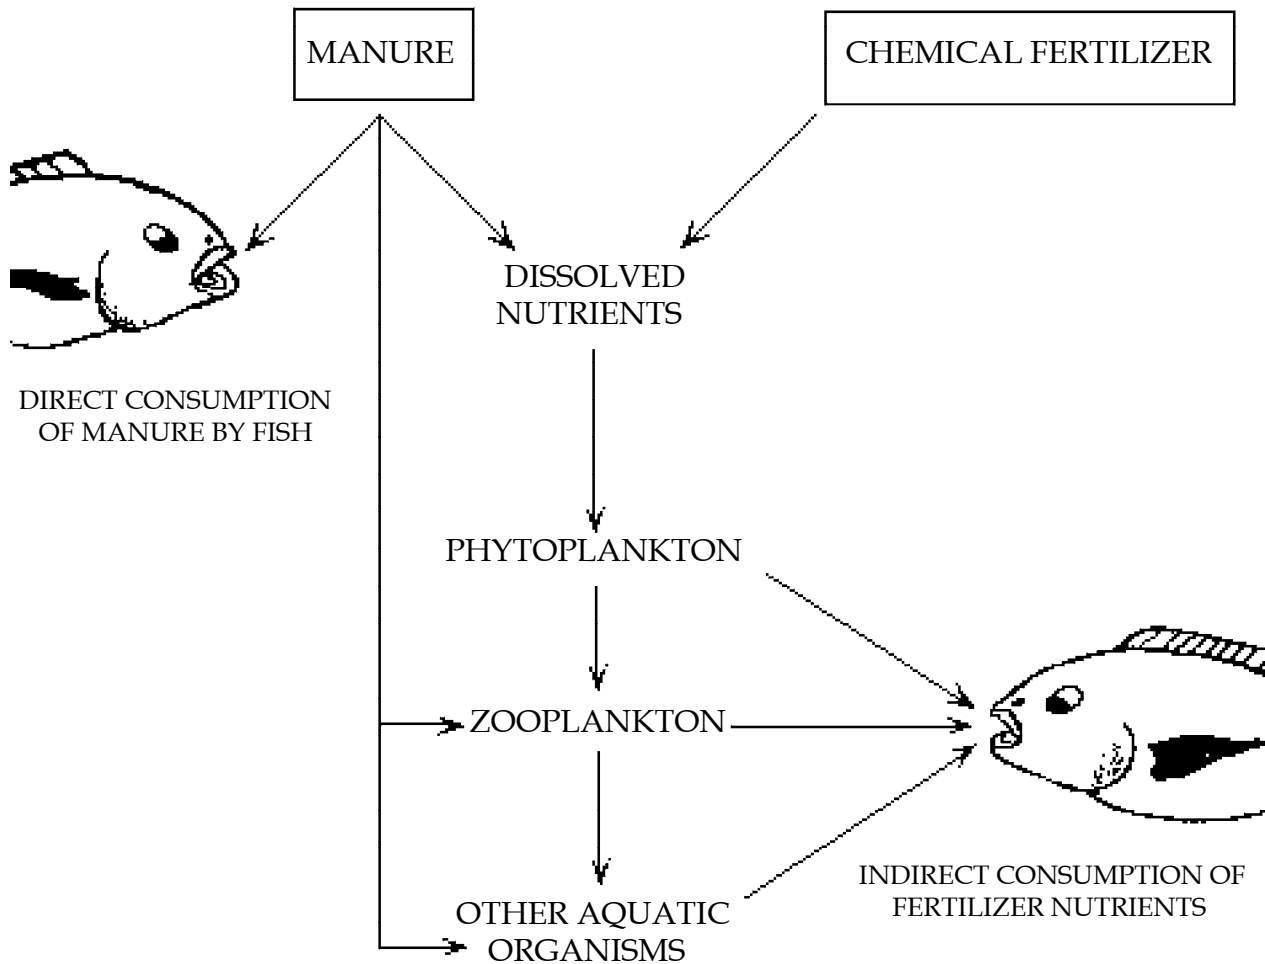 MANURE
CHEMICAL FERTILIZER
DISSOLVED
NUTRIENTS
DIRECT CONSUMPTION
OF MANURE BY FISH
PHYTOPLANKTON
ZOOPLANKTON
INDIRECT CONSUMPTION OF
FERTILIZER NUTRIENTS
OTHER AQUATIC
ORGANISMS